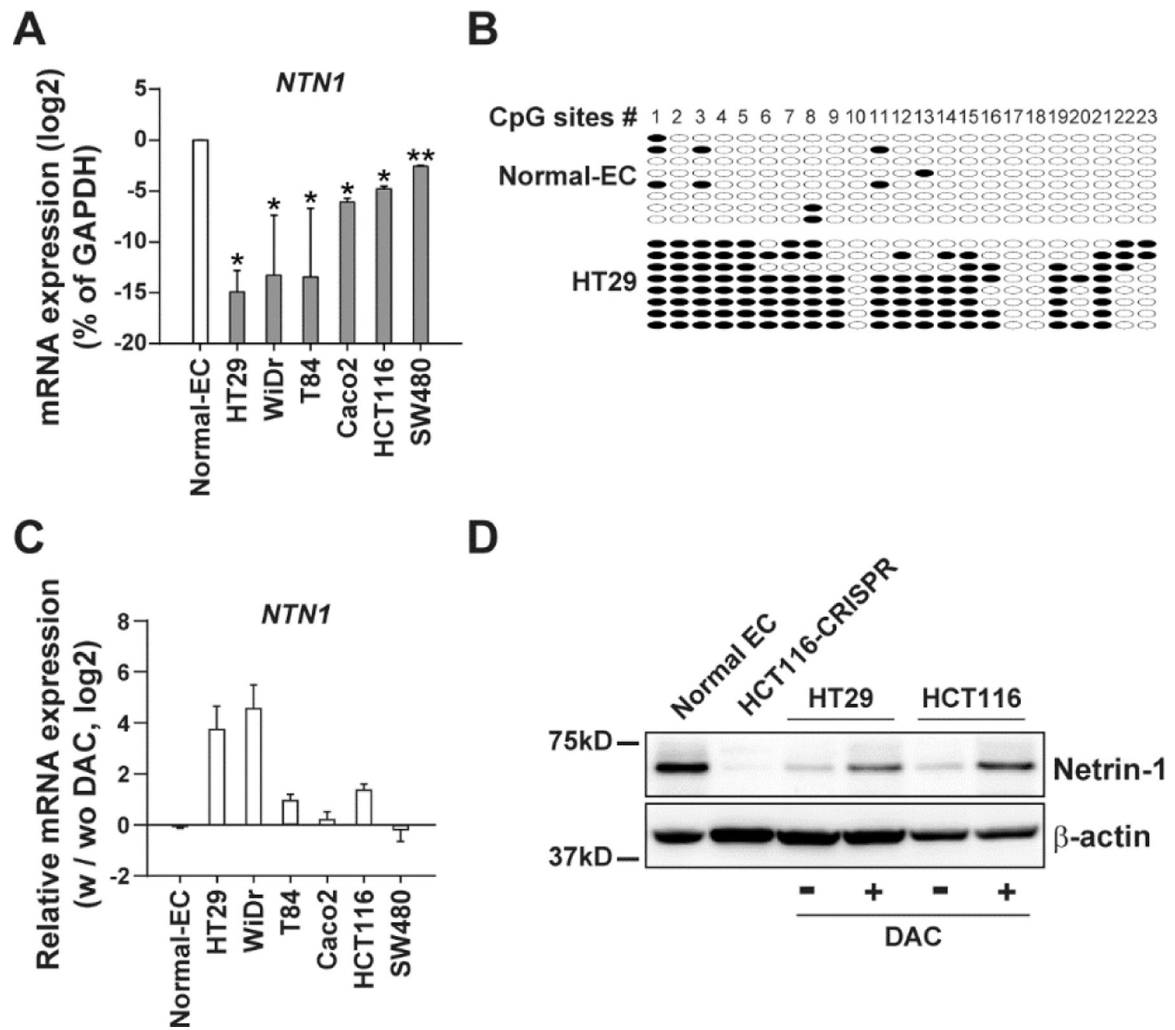 A
NTN1
mRNA expression (log2)
(% of GAPDH)
5
0
-5
-10
-15
-20
* * * * * **
Normal-EC
HT29
WiDr
T84
Caco2
HCT116
SW480
B
CpG sites # 1 2 3 4 5 6 7 8 9 10 11 12 13 14 15 16 17 18 19 20 21 22 23
Normal-EC
HT29
C
NTN1
Relative mRNA expression
(w / wo DAC, log2)
8
6
4
2
0
-2
Normal-EC
HT29
WiDr
T84
Caco2
HCT116
SW480
D
Normal EC
HCT116-CRISPR
HT29 HCT116
75kD
Netrin-1
β-actin
37kD
- + - +
DAC